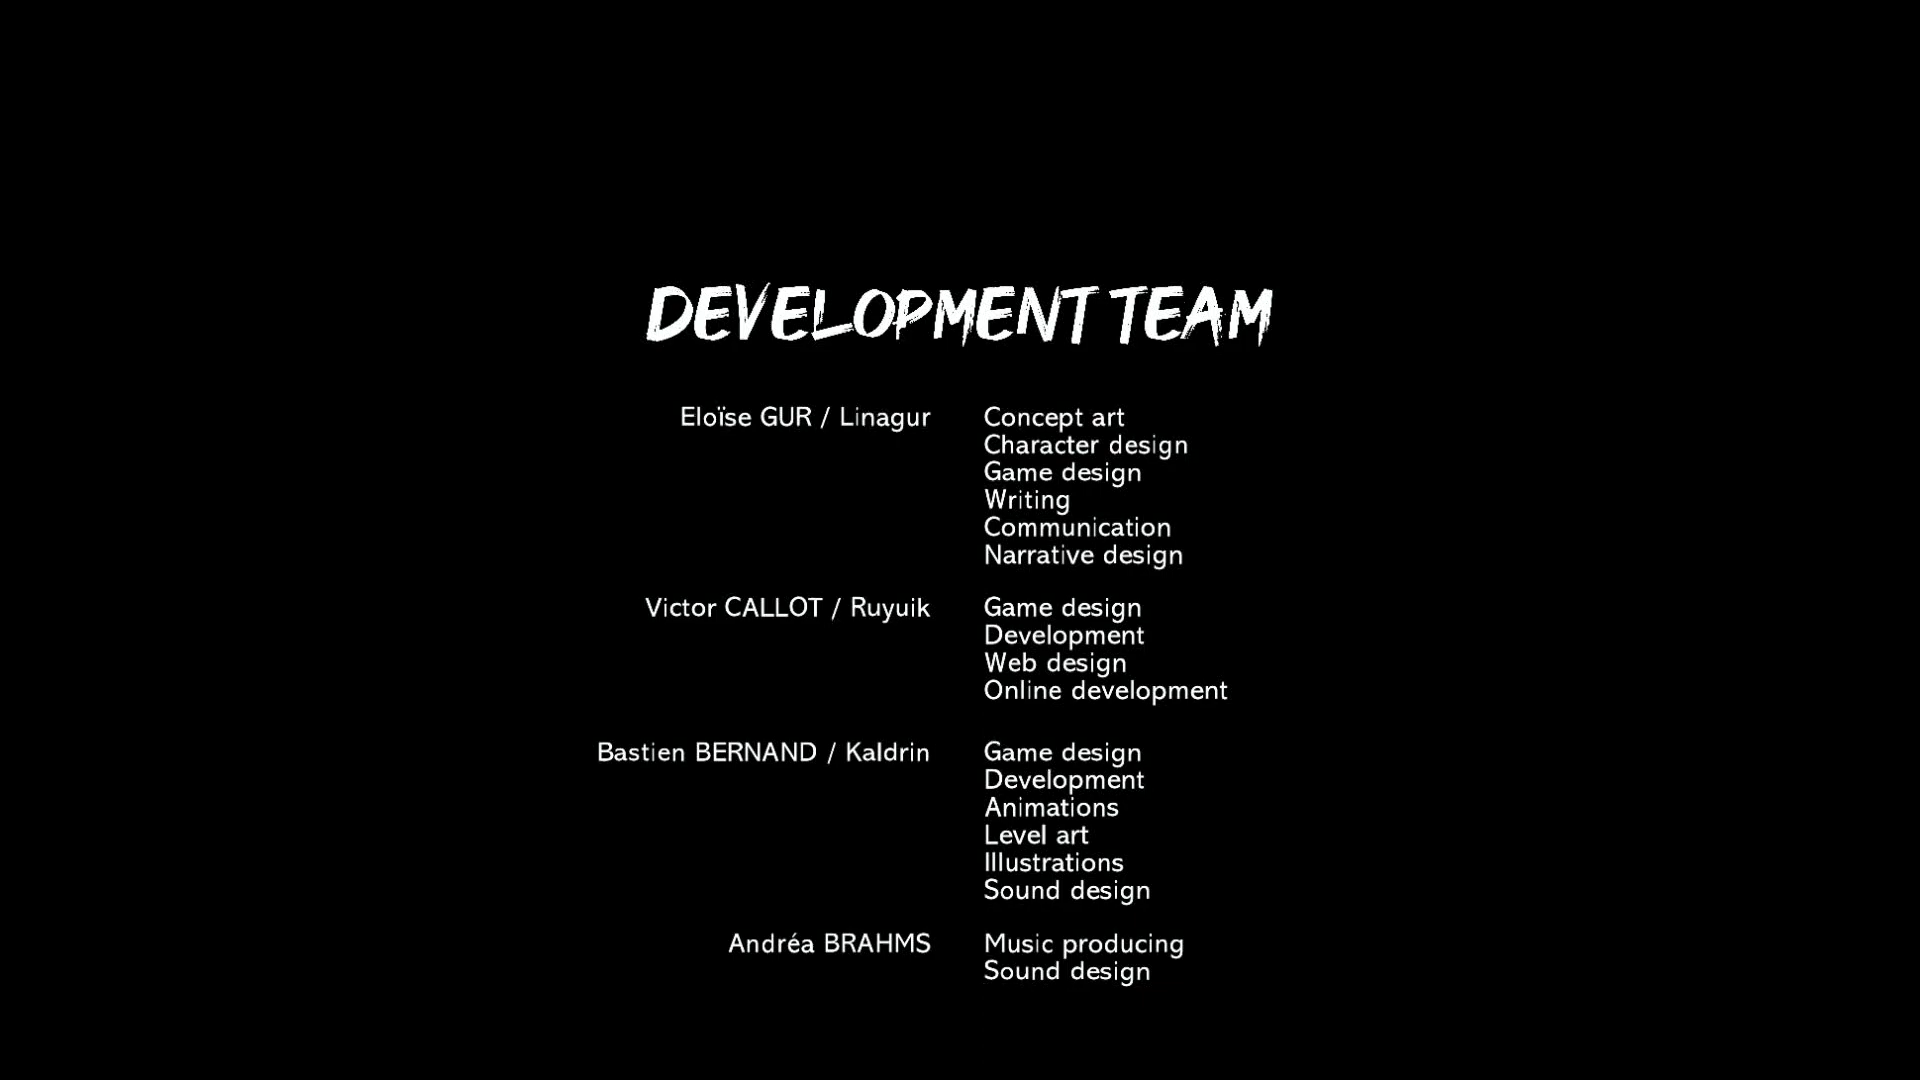 DEVELOPMENT TEAM
Eloïse GUR / Linagur Concept art
Character design
Game design
Writing
Communication
Narrative design
Victor CALLOT / Ruyuik Game design
Development
Web design
Online development
Bastien BERNAND / Kaldrin Game design
Development
Animations
Level art
Illustrations
Sound design
Andréa BRAHMS Music producing
Sound design